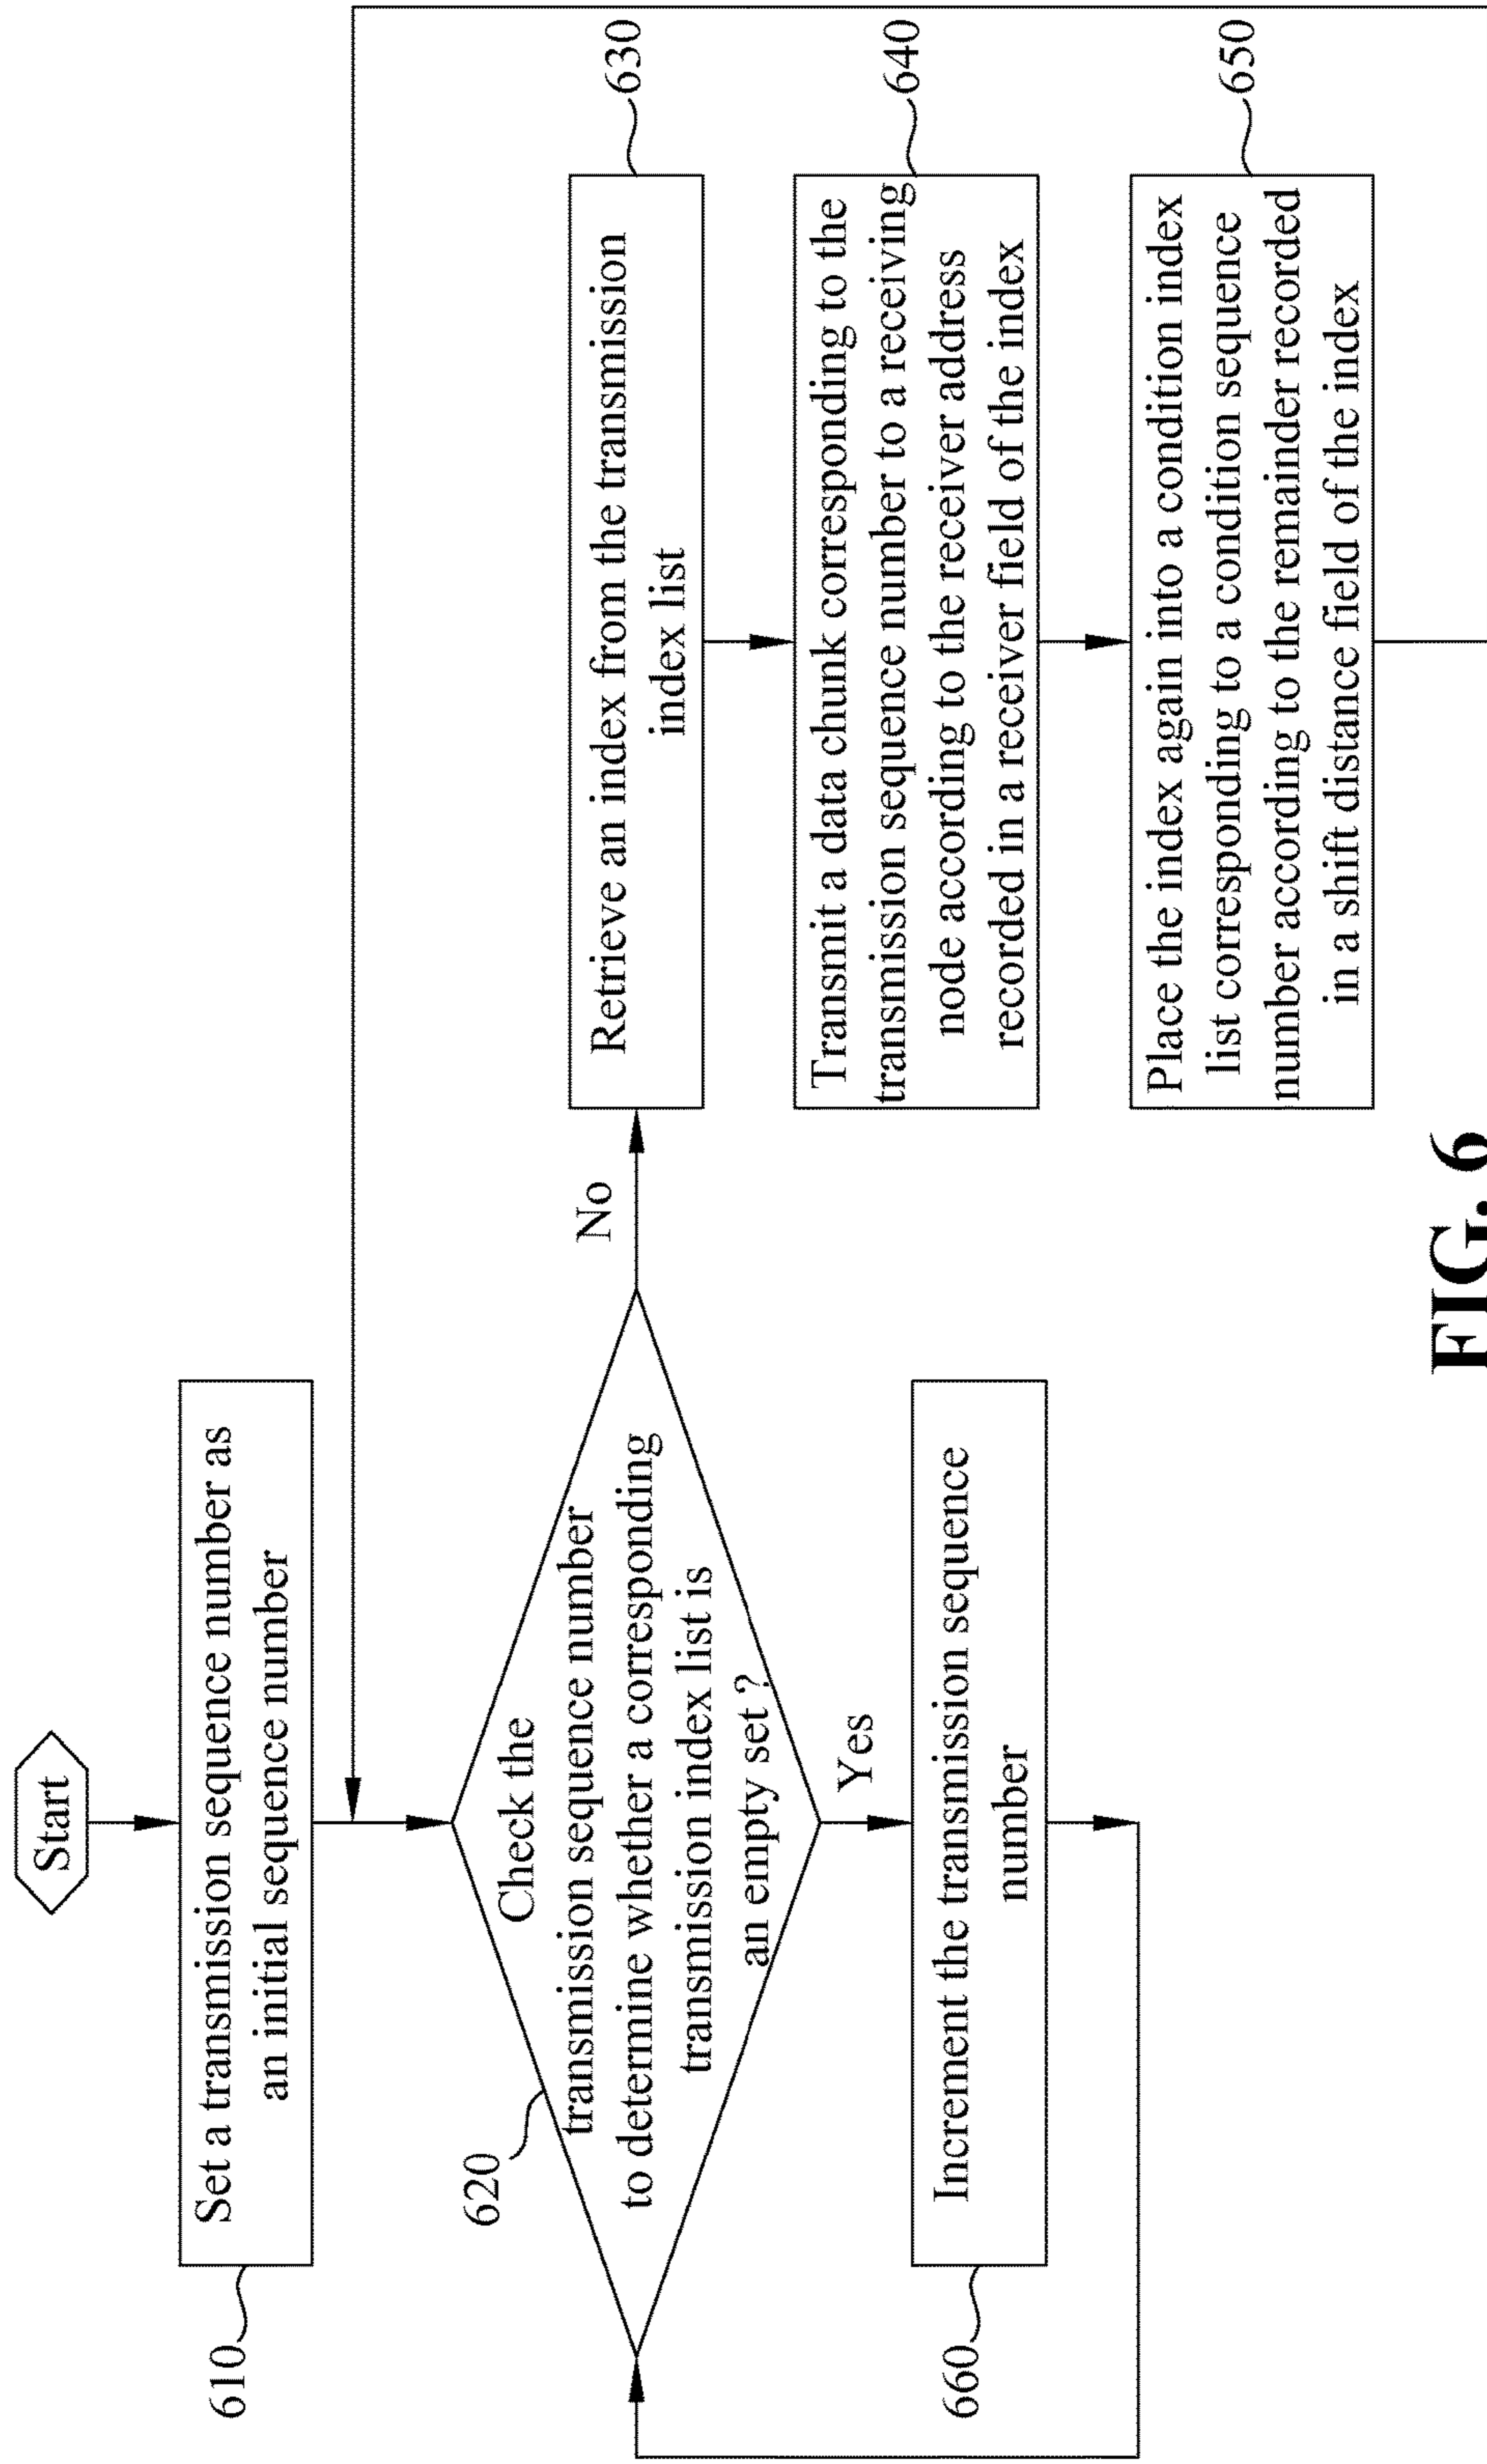 Start
Set a transmission sequence number as
an initial sequence number
610
Check the
transmission sequence number
to determine whether a corresponding
transmission index list is
an empty set ?
620
No
Yes
Retrieve an index from the transmission
index list
630
Transmit a data chunk corresponding to the
transmission sequence number to a receiving
node according to the receiver address
recorded in a receiver field of the index
640
Place the index again into a condition index
list corresponding to a condition sequence
number according to the remainder recorded
in a shift distance field of the index
650
Increment the transmission sequence
number
660
FIG. 6